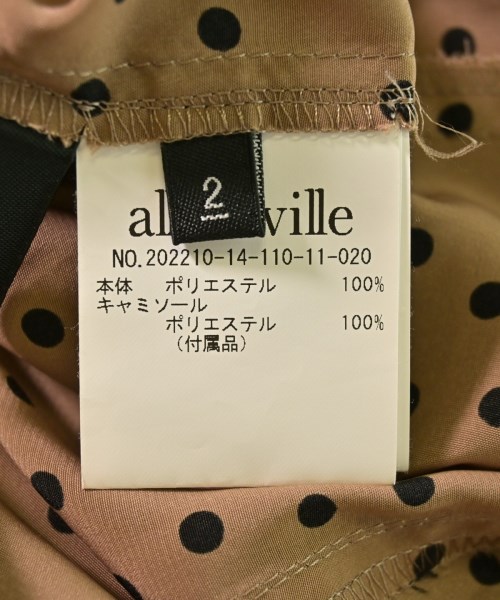 2
ville
NO.202210-14-110-11-020
本体 ポリエステル 100%
キャミソール
ポリエステル 100%
(付属品)